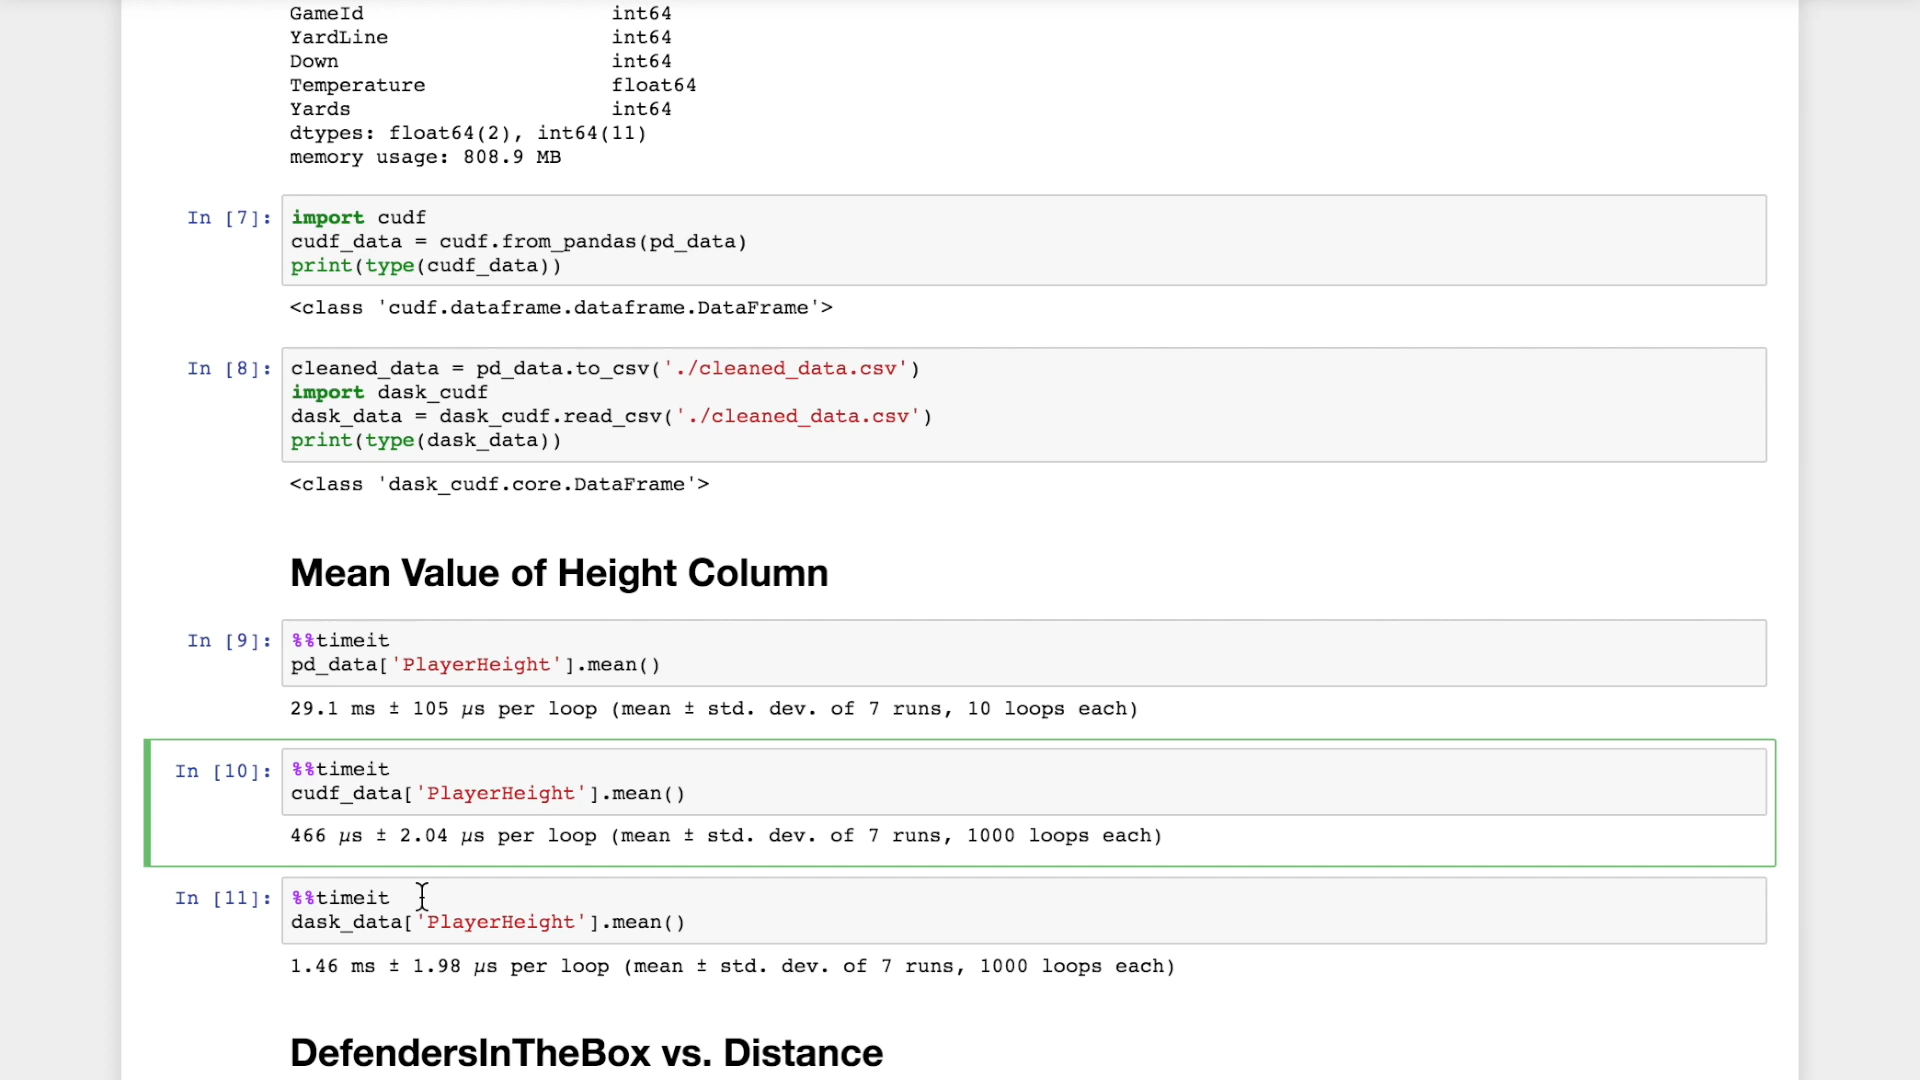 GameId int64
YardLine int64
Down int64
Temperature float64
Yards int64
dtypes: float64(2), int64(11)
memory usage: 808.9 MB
In [7]: import cudf
cudf_data = cudf.from_pandas(pd_data)
print(type(cudf_data))
<class 'cudf.dataframe.dataframe.DataFrame'>
In [8]: cleaned_data = pd_data.to_csv('./cleaned_data.csv')
import dask_cudf
dask_data = dask_cudf.read_csv('./cleaned_data.csv')
print(type(dask_data))
<class 'dask_cudf.core.DataFrame'>
Mean Value of Height Column
In [9]: %%timeit
pd_data['PlayerHeight'].mean()
29.1 ms ± 105 µs per loop (mean ± std. dev. of 7 runs, 10 loops each)
In [10]: %%timeit
cudf_data['PlayerHeight'].mean()
466 µs ± 2.04 µs per loop (mean ± std. dev. of 7 runs, 1000 loops each)
In [11]: %%timeit
dask_data['PlayerHeight'].mean()
1.46 ms ± 1.98 µs per loop (mean ± std. dev. of 7 runs, 1000 loops each)
DefendersInTheBox vs. Distance